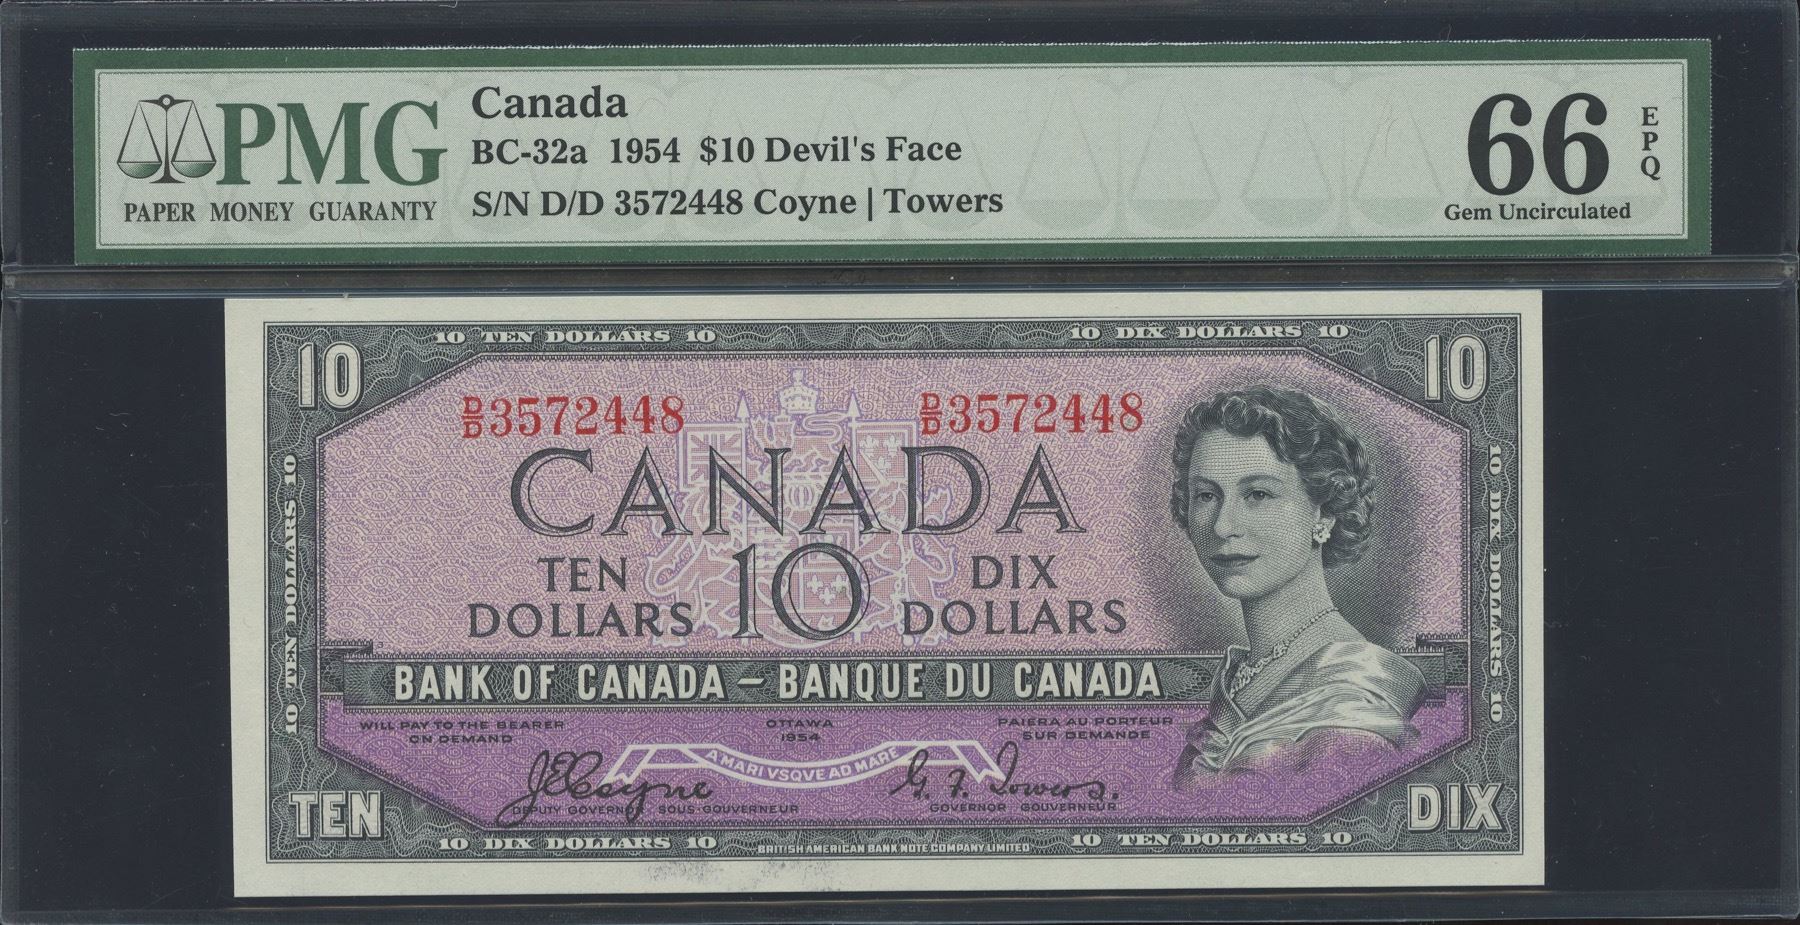 Canada
BC-32a 1954 $10 Devil's Face
S/N D/D 3572448 Coyne | Towers
PMG
PAPER MONEY GUARANTY
66 EPQ
Gem Uncirculated
10 TEN DOLLARS 10
10 DIX DOLLARS 10
10
10
D/D 3572448
D/D 3572448
CANADA
TEN DOLLARS
10
DIX DOLLARS
10 TEN DOLLARS 10
10 DIX DOLLARS 10
BANK OF CANADA – BANQUE DU CANADA
WILL PAY TO THE BEARER
ON DEMAND
OTTAWA
1954
PAIERA AU PORTEUR
SUR DEMANDE
A MARI VSQVE AD MARE
J.E. Coyne
DEPUTY GOVERNOR SOUS-GOUVERNEUR
G. F. Towers.
GOVERNOR GOUVERNEUR
TEN
DIX
10 DIX DOLLARS 10
BRITISH AMERICAN BANK NOTE COMPANY LIMITED
10 TEN DOLLARS 10